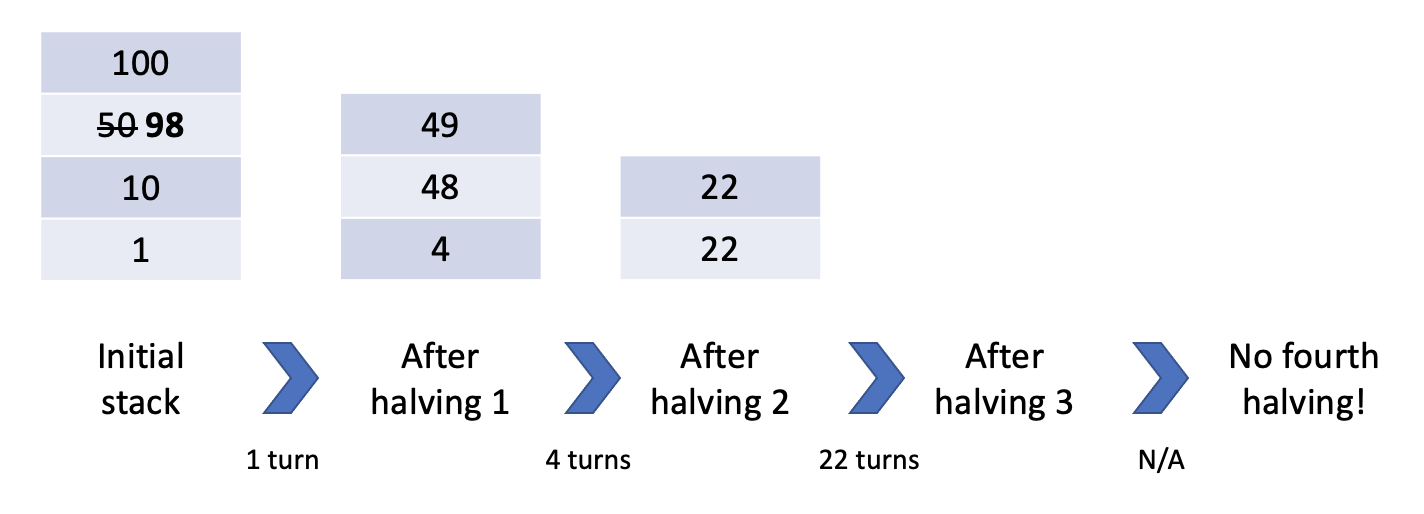 100
50 98
10
1
49
48
4
22
22
Initial
stack
After
halving 1
After
halving 2
After
halving 3
No fourth
halving!
1 turn
4 turns
22 turns
N/A